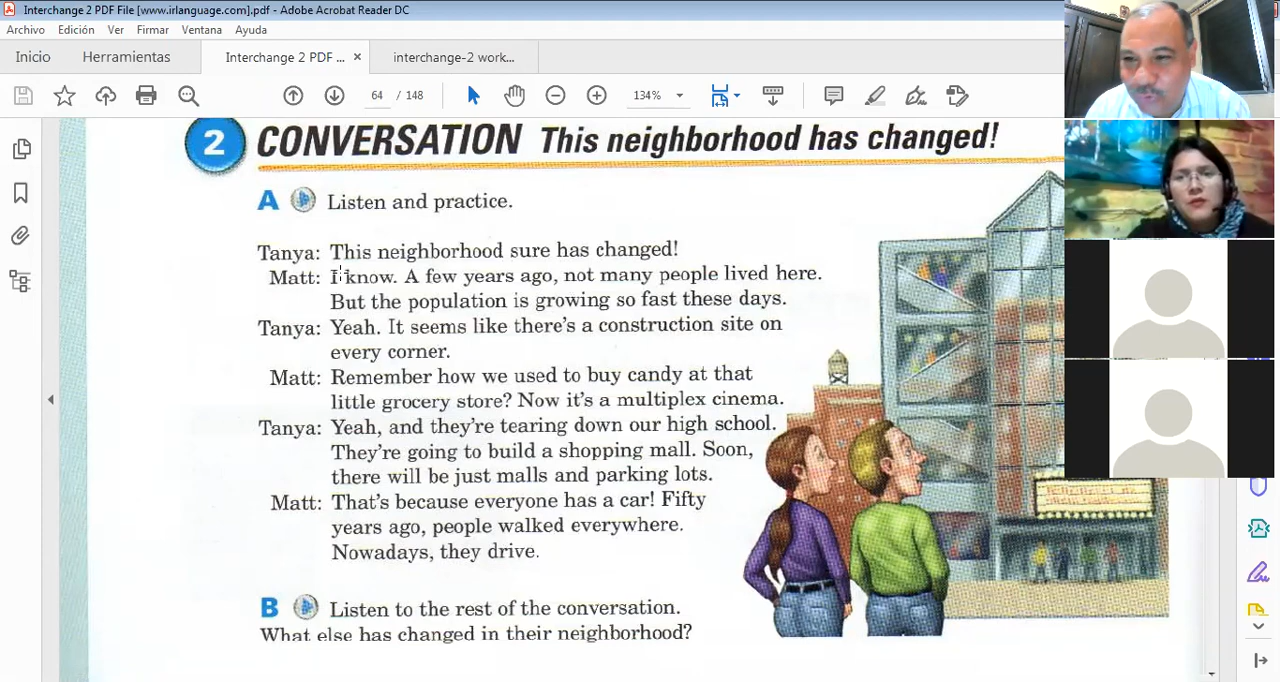 Interchange 2 PDF File [www.irlanguage.com].pdf - Adobe Acrobat Reader DC
Archivo Edición Ver Firmar Ventana Ayuda
Inicio Herramientas Interchange 2 PDF ... × interchange-2 work...
64 / 148 134%
2 CONVERSATION This neighborhood has changed!
A Listen and practice.
Tanya: This neighborhood sure has changed!
Matt: I know. A few years ago, not many people lived here.
But the population is growing so fast these days.
Tanya: Yeah. It seems like there's a construction site on
every corner.
Matt: Remember how we used to buy candy at that
little grocery store? Now it's a multiplex cinema.
Tanya: Yeah, and they're tearing down our high school.
They're going to build a shopping mall. Soon,
there will be just malls and parking lots.
Matt: That's because everyone has a car! Fifty
years ago, people walked everywhere.
Nowadays, they drive.
B Listen to the rest of the conversation.
What else has changed in their neighborhood?